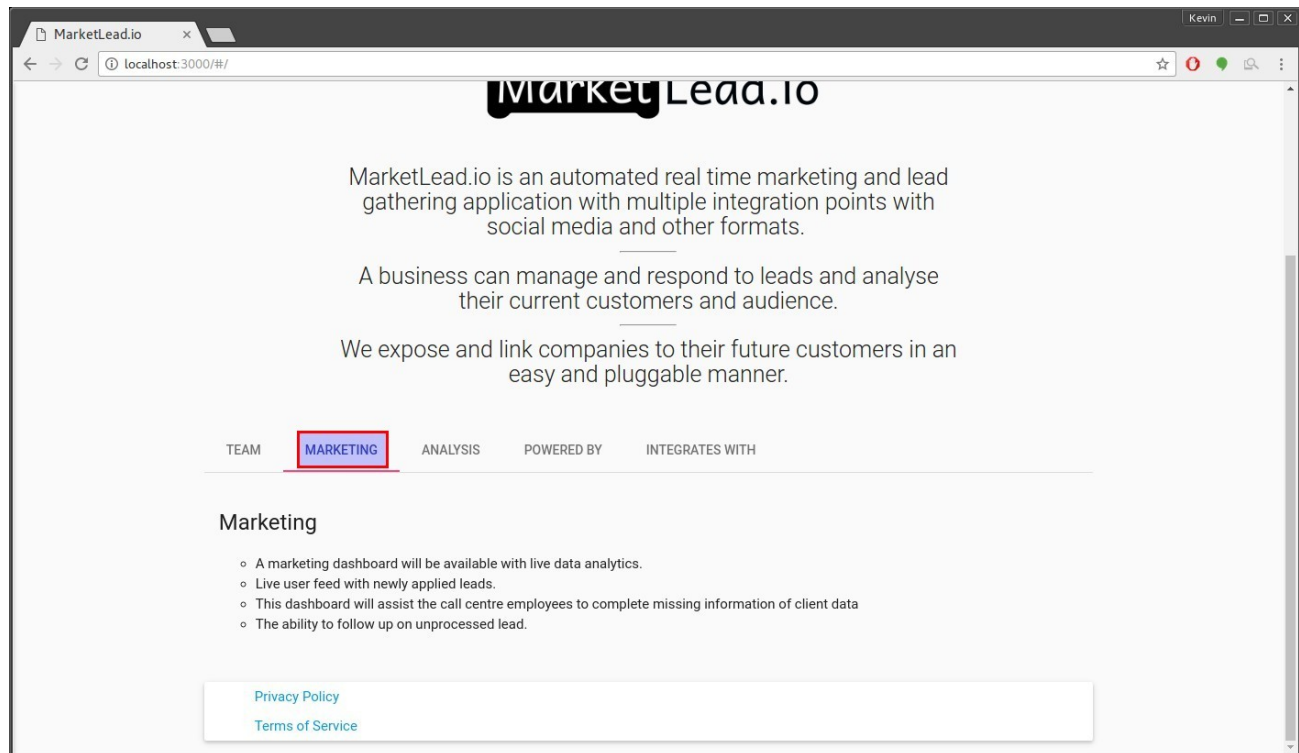 Kevin
MarketLead.io
localhost:3000/#/
MarketLead.io
MarketLead.io is an automated real time marketing and lead
gathering application with multiple integration points with
social media and other formats.
A business can manage and respond to leads and analyse
their current customers and audience.
We expose and link companies to their future customers in an
easy and pluggable manner.
TEAM MARKETING ANALYSIS POWERED BY INTEGRATES WITH
Marketing
A marketing dashboard will be available with live data analytics.
Live user feed with newly applied leads.
This dashboard will assist the call centre employees to complete missing information of client data
The ability to follow up on unprocessed lead.
Privacy Policy
Terms of Service